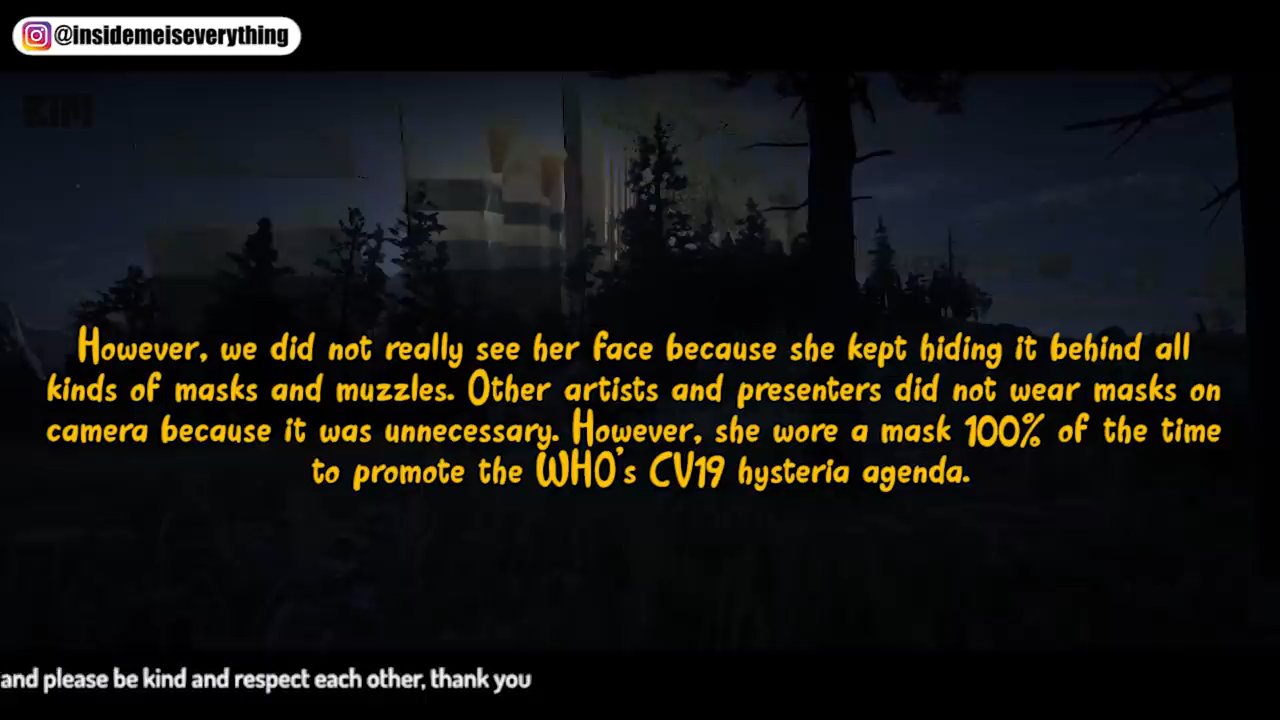 @insidemeiseverything
However, we did not really see her face because she kept hiding it behind all
kinds of masks and muzzles. Other artists and presenters did not wear masks on
camera because it was unnecessary. However, she wore a mask 100% of the time
to promote the WHO's CV19 hysteria agenda.
and please be kind and respect each other, thank you